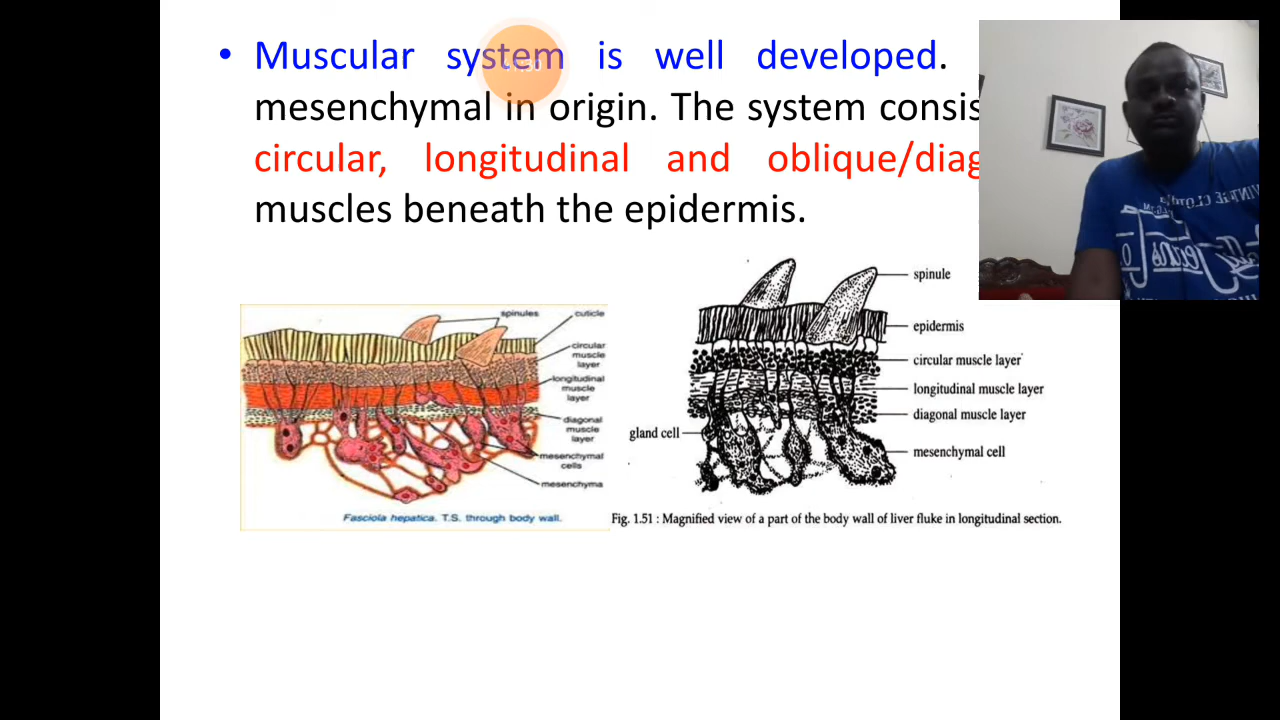 • Muscular system is well developed.
mesenchymal in origin. The system consis
circular, longitudinal and oblique/diag
muscles beneath the epidermis.
spinules
cuticle
circular
muscle
layer
longitudinal
muscle
layer
diagonal
muscle
layer
mesenchymal
cells
mesenchyma
Fasciola hepatica. T.S. through body wall.
spinule
epidermis
circular muscle layer
longitudinal muscle layer
diagonal muscle layer
gland cell
mesenchymal cell
Fig. 1.51 : Magnified view of a part of the body wall of liver fluke in longitudinal section.